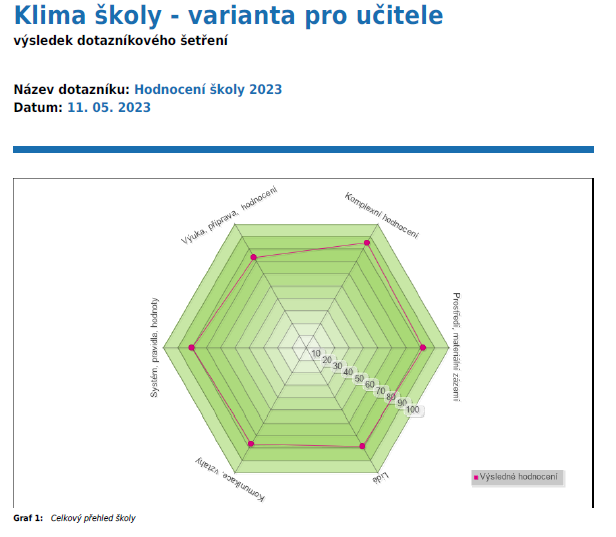 Klima školy - varianta pro učitele
výsledek dotazníkového šetření
Název dotazníku: Hodnocení školy 2023
Datum: 11. 05. 2023
Výuka, příprava, hodnocení
Komplexní hodnocení
Systém, pravidla, hodnoty
Prostředí, materiální zázemí
10
20
30
40
50
60
70
80
90
100
Komunikace, vztahy
Lidé
Výsledné hodnocení
Graf 1: Celkový přehled školy